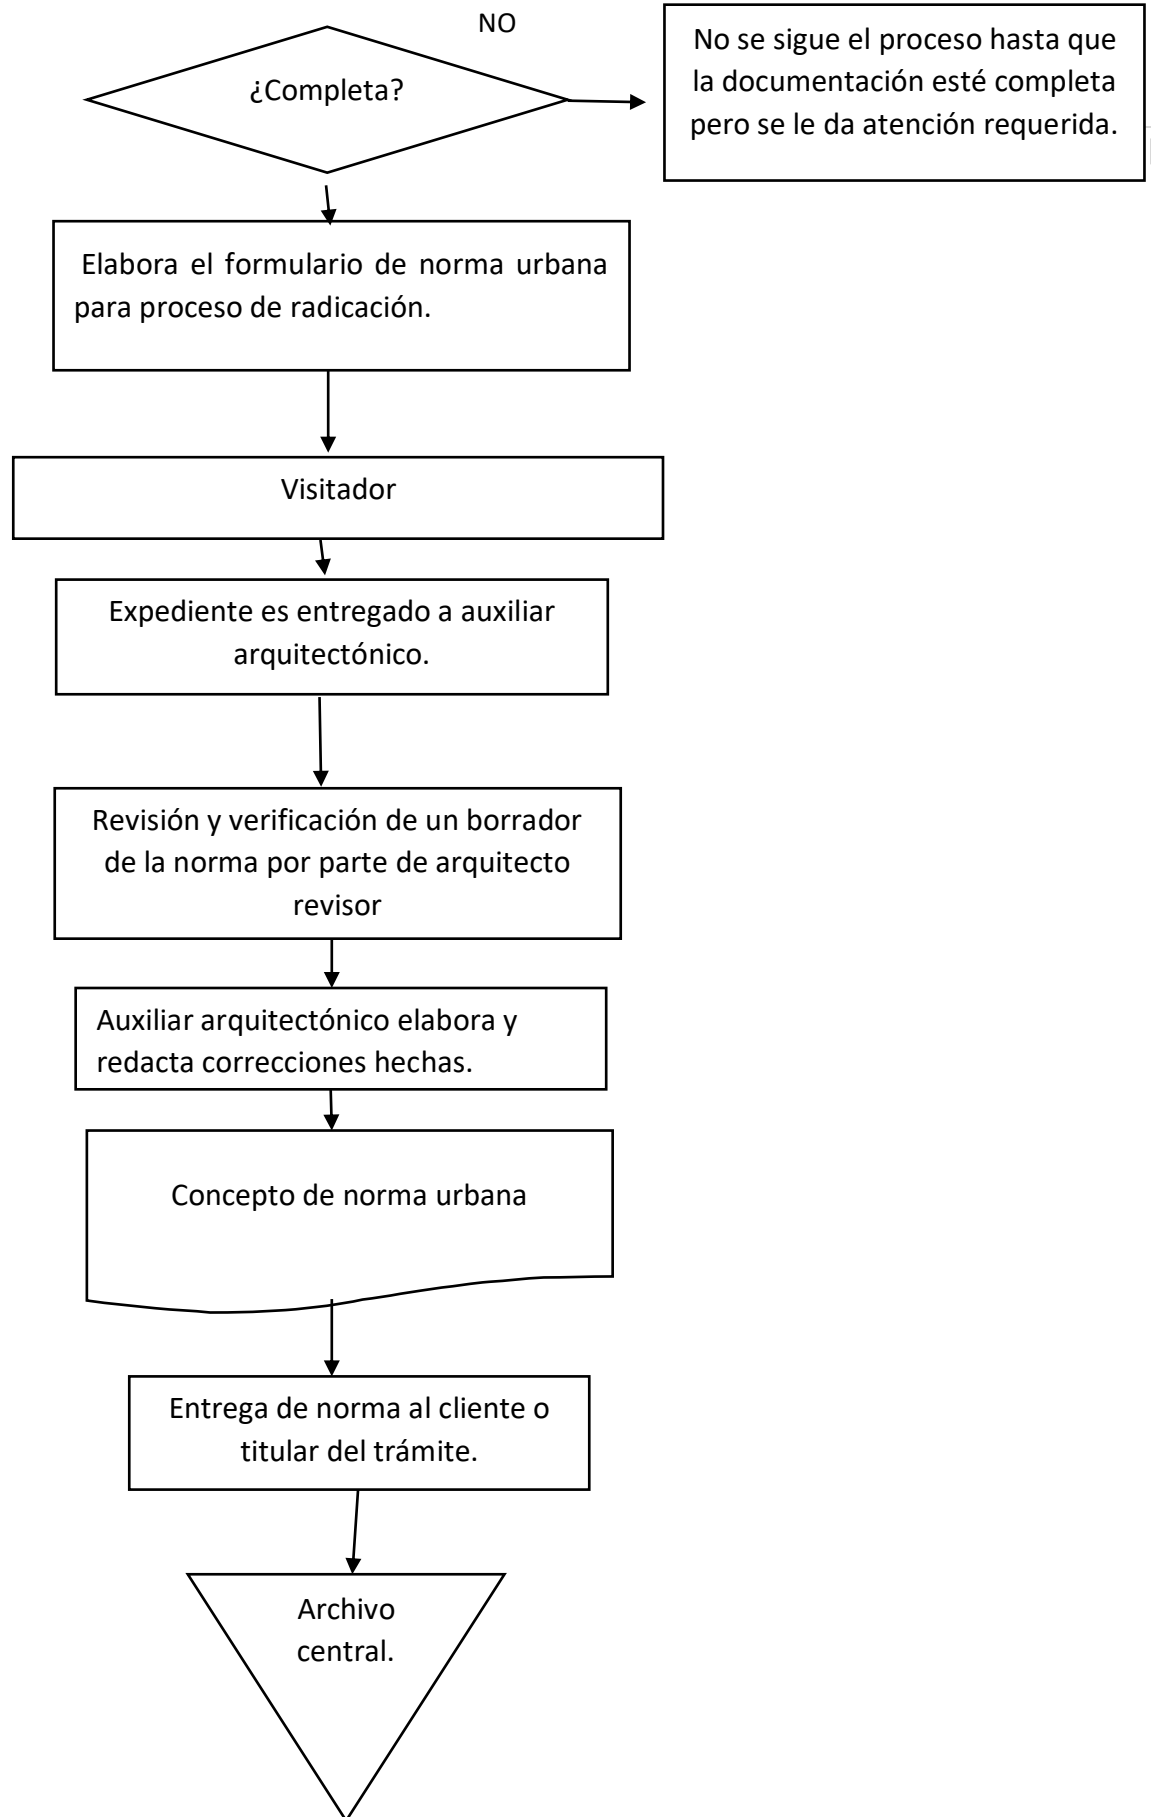 NO
¿Completa?
No se sigue el proceso hasta que
la documentación esté completa
pero se le da atención requerida.
Elabora el formulario de norma urbana
para proceso de radicación.
Visitador
Expediente es entregado a auxiliar
arquitectónico.
Revisión y verificación de un borrador
de la norma por parte de arquitecto
revisor
Auxiliar arquitectónico elabora y
redacta correcciones hechas.
Concepto de norma urbana
Entrega de norma al cliente o
titular del trámite.
Archivo
central.